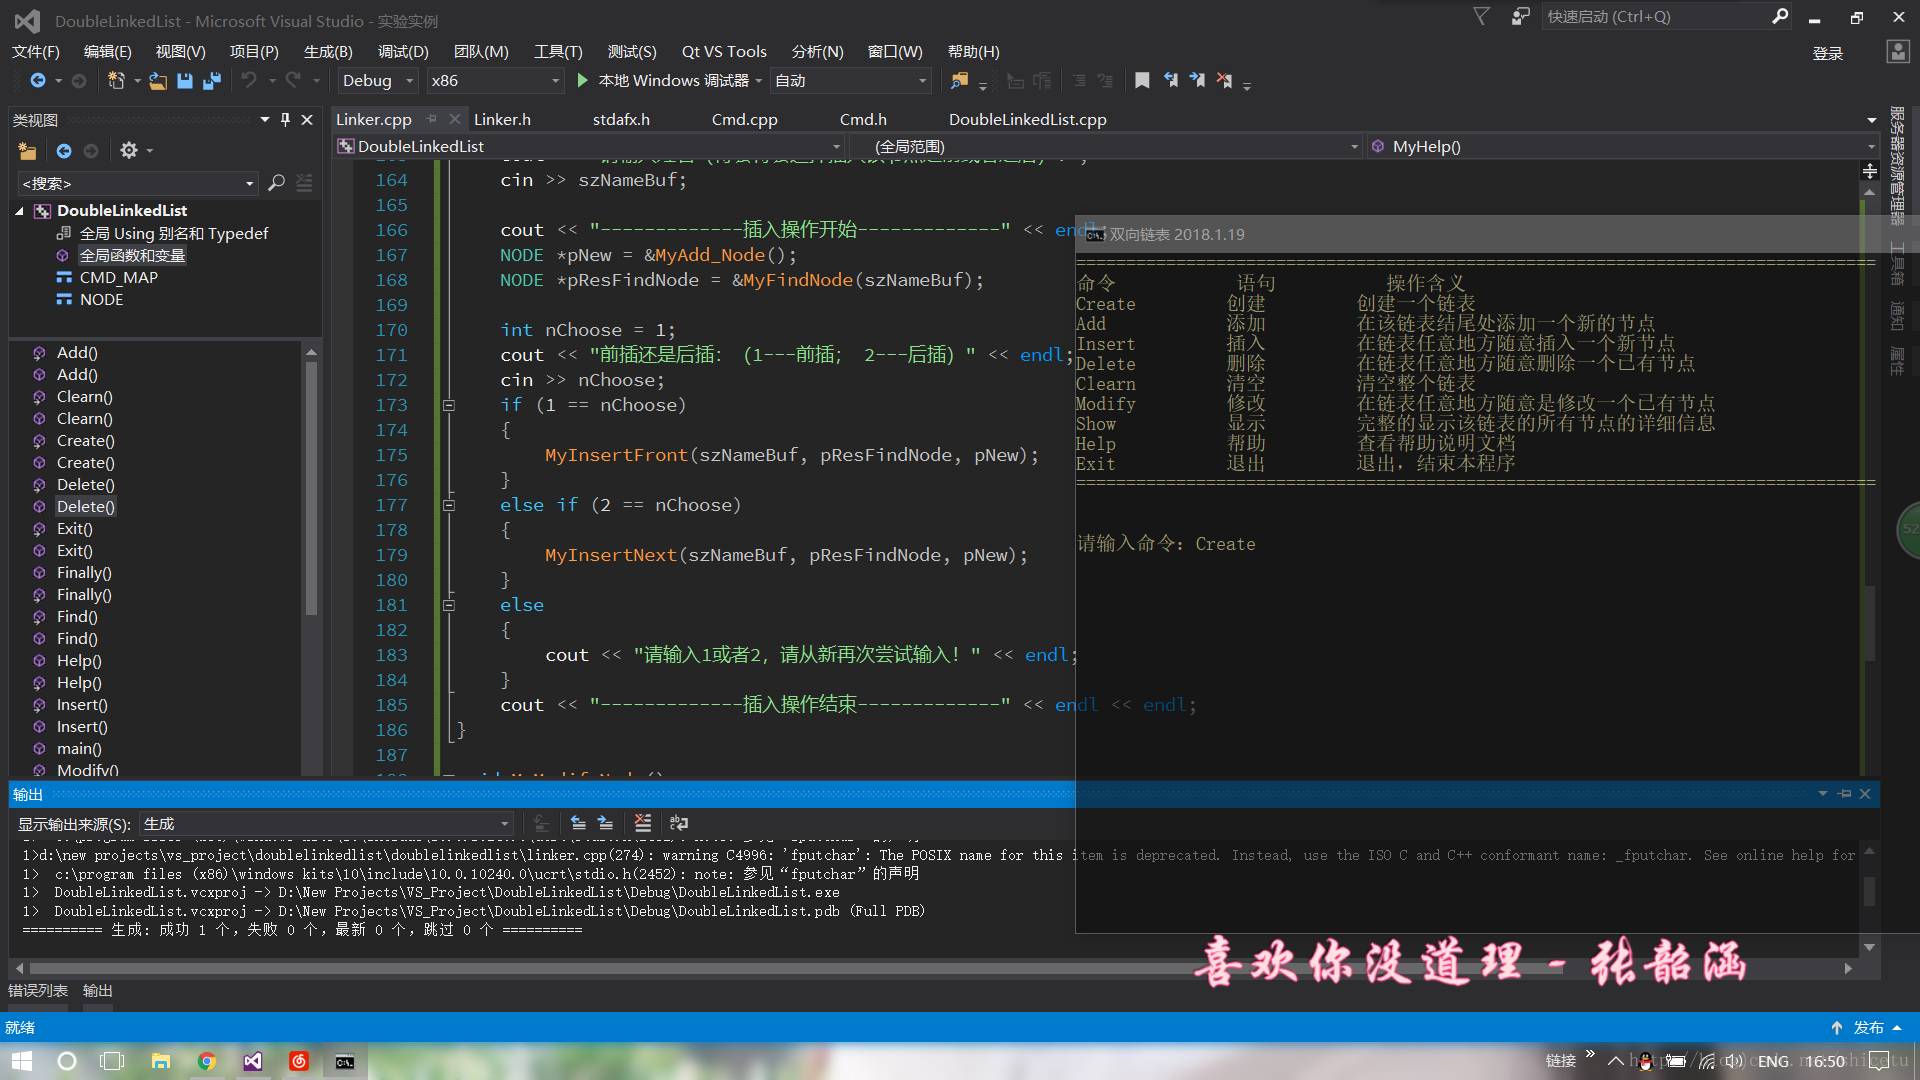 DoubleLinkedList - Microsoft Visual Studio - 实验实例
快速启动 (Ctrl+Q)
文件(F) 编辑(E) 视图(V) 项目(P) 生成(B) 调试(D) 团队(M) 工具(T) 测试(S) Qt VS Tools 分析(N) 窗口(W) 帮助(H)
登录
Debug x86 本地 Windows 调试器 自动
类视图
<搜索>
DoubleLinkedList
全局 Using 别名和 Typedef
全局函数和变量
CMD_MAP
NODE
Add()
Add()
Clearn()
Clearn()
Create()
Create()
Delete()
Delete()
Exit()
Exit()
Finally()
Finally()
Find()
Find()
Help()
Help()
Insert()
Insert()
main()
Modify()
Linker.cpp Linker.h stdafx.h Cmd.cpp Cmd.h DoubleLinkedList.cpp
DoubleLinkedList (全局范围) MyHelp()
164 cin >> szNameBuf;
165
166 cout << "-------------插入操作开始-------------" << endl
167 NODE *pNew = &MyAdd_Node();
168 NODE *pResFindNode = &MyFindNode(szNameBuf);
169
170 int nChoose = 1;
171 cout << "前插还是后插： (1---前插； 2---后插) " << endl;
172 cin >> nChoose;
173 if (1 == nChoose)
174 {
175 MyInsertFront(szNameBuf, pResFindNode, pNew);
176 }
177 else if (2 == nChoose)
178 {
179 MyInsertNext(szNameBuf, pResFindNode, pNew);
180 }
181 else
182 {
183 cout << "请输入1或者2, 请从新再次尝试输入！" << endl;
184 }
185 cout << "-------------插入操作结束-------------" << endl << endl;
186 }
187
双向链表 2018.1.19
================================================================================
命令 语句 操作含义
Create 创建 创建一个链表
Add 添加 在该链表结尾处添加一个新的节点
Insert 插入 在链表任意地方随意插入一个新节点
Delete 删除 在链表任意地方随意删除一个已有节点
Clearn 清空 清空整个链表
Modify 修改 在链表任意地方随意是修改一个已有节点
Show 显示 完整的显示该链表的所有节点的详细信息
Help 帮助 查看帮助说明文档
Exit 退出 退出，结束本程序
================================================================================
请输入命令：Create
服务器资源管理器
工具箱
通知
属性
52
输出
显示输出来源(S): 生成
1>d:\new projects\vs_project\doublelinkedlist\doublelinkedlist\linker.cpp(274): warning C4996: 'fputchar': The POSIX name for this item is deprecated. Instead, use the ISO C and C++ conformant name: _fputchar. See online help for
1> c:\program files (x86)\windows kits\10\include\10.0.10240.0\ucrt\stdio.h(2452): note: 参见“fputchar”的声明
1> DoubleLinkedList.vcxproj -> D:\New Projects\VS_Project\DoubleLinkedList\Debug\DoubleLinkedList.exe
1> DoubleLinkedList.vcxproj -> D:\New Projects\VS_Project\DoubleLinkedList\Debug\DoubleLinkedList.pdb (Full PDB)
========== 生成: 成功 1 个，失败 0 个，最新 0 个，跳过 0 个 ==========
喜欢你没道理 - 张韶涵
错误列表 输出
就绪
发布
链接 ENG 16:50